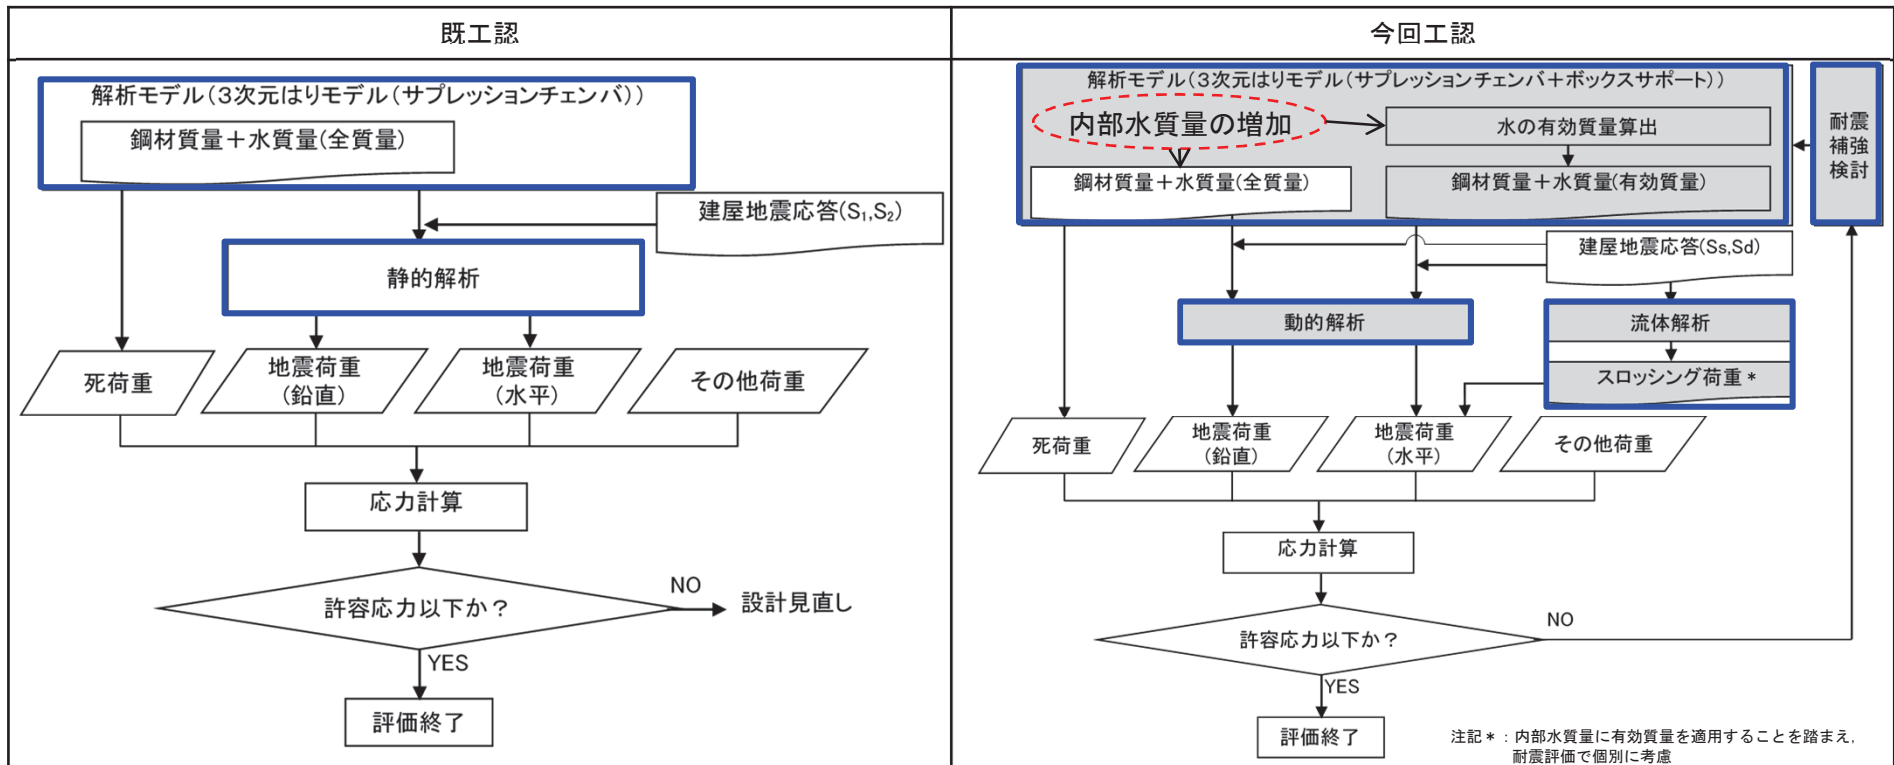 既工認
解析モデル(3次元はりモデル(サプレッションチェンバ))
鋼材質量+水質量(全質量)
建屋地震応答(S₁,S₂)
静的解析
死荷重
地震荷重
(鉛直)
地震荷重
(水平)
その他荷重
応力計算
許容応力以下か?
NO
設計見直し
YES
評価終了
今回工認
解析モデル(3次元はりモデル(サプレッションチェンバ+ボックスサポート))
内部水質量の増加
水の有効質量算出
鋼材質量+水質量(全質量)
鋼材質量+水質量(有効質量)
耐震
補強
検討
建屋地震応答(Ss,Sd)
動的解析
流体解析
スロッシング荷重*
死荷重
地震荷重
(鉛直)
地震荷重
(水平)
その他荷重
応力計算
許容応力以下か?
NO
YES
評価終了
注記*:内部水質量に有効質量を適用することを踏まえ,
耐震評価で個別に考慮